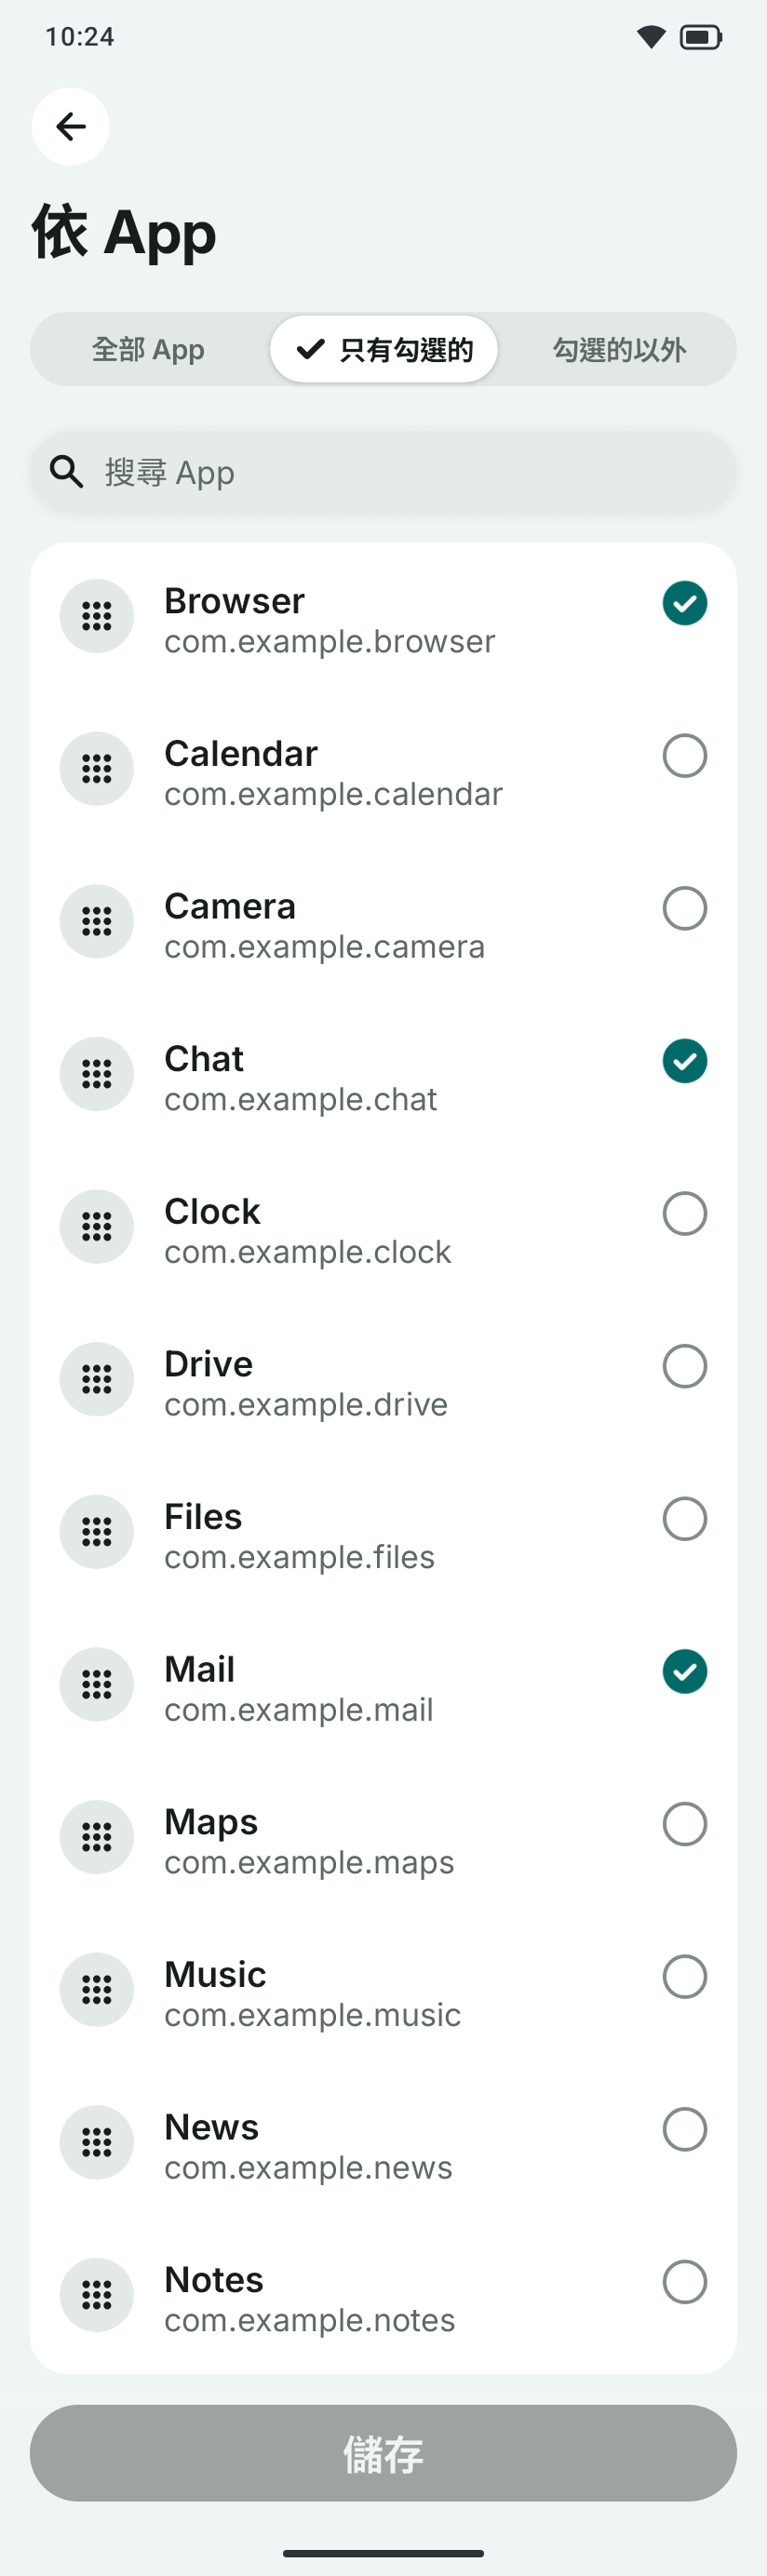 10:24
依 App
全部 App
只有勾選的
勾選的以外
搜尋 App
Browser
com.example.browser
Calendar
com.example.calendar
Camera
com.example.camera
Chat
com.example.chat
Clock
com.example.clock
Drive
com.example.drive
Files
com.example.files
Mail
com.example.mail
Maps
com.example.maps
Music
com.example.music
News
com.example.news
Notes
com.example.notes
儲存